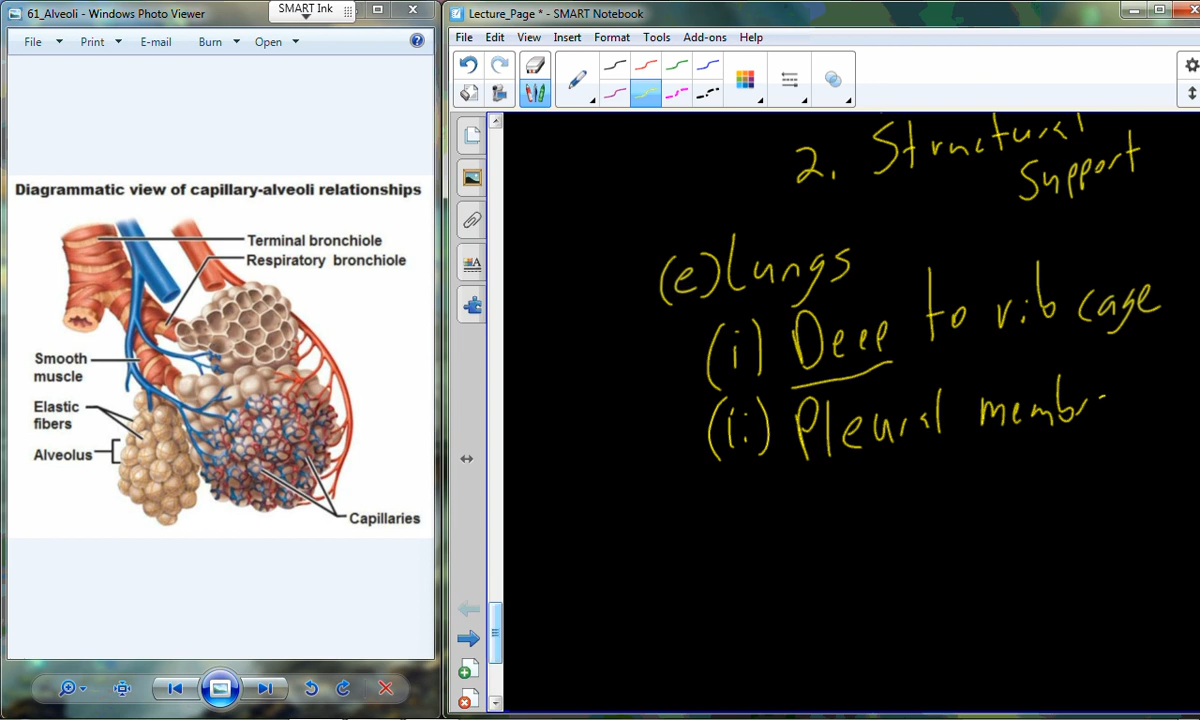 61_Alveoli - Windows Photo Viewer
SMART Ink
File Print E-mail Burn Open
Diagrammatic view of capillary-alveoli relationships
Terminal bronchiole
Respiratory bronchiole
Smooth
muscle
Elastic
fibers
Alveolus
Capillaries
Lecture_Page * - SMART Notebook
File Edit View Insert Format Tools Add-ons Help
2. Structural
Support
(e) Lungs
(i) Deep to rib cage
(ii) Pleural membr